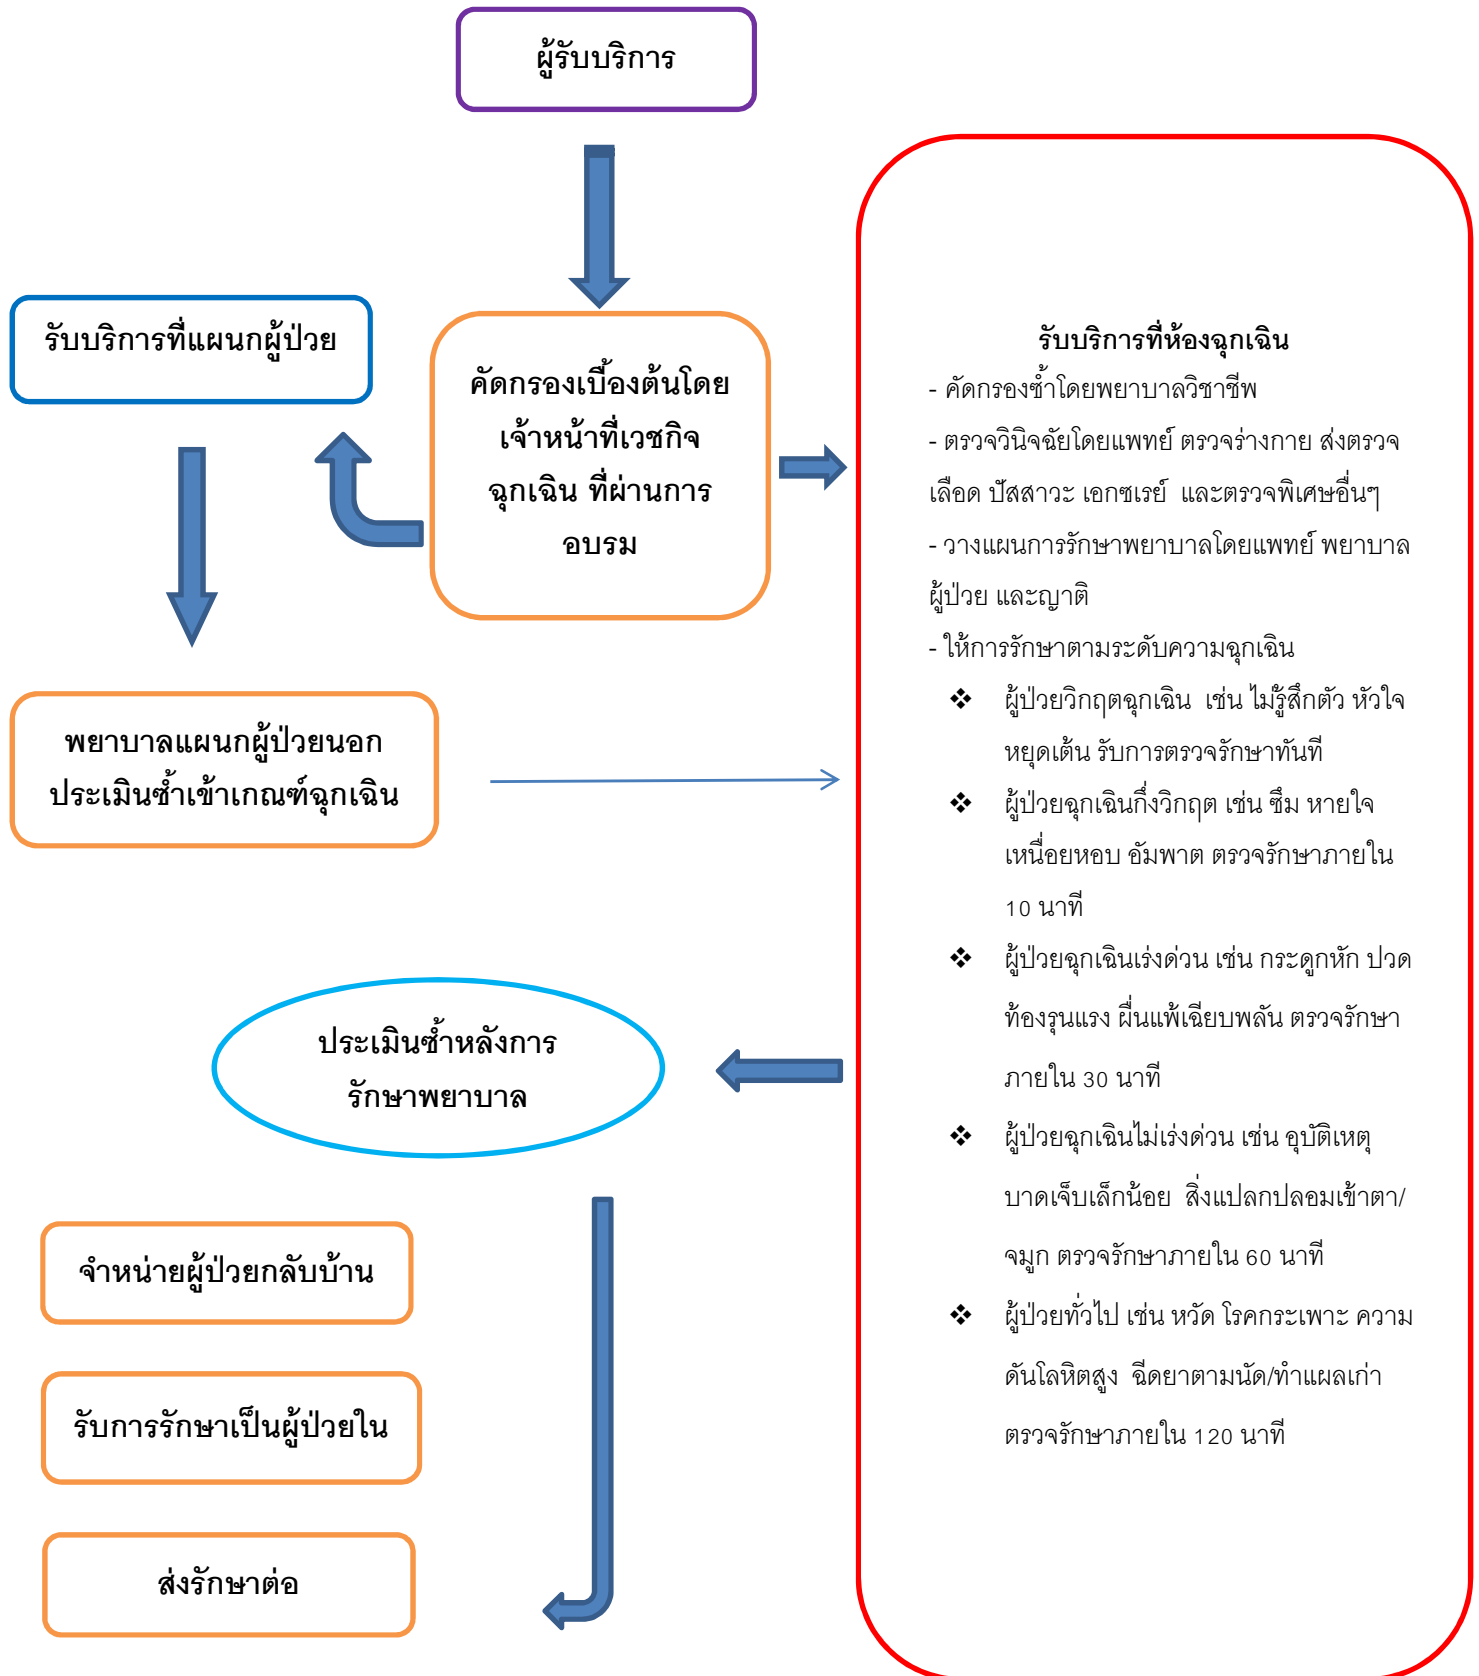 ผู้รับบริการ
รับบริการที่แผนกผู้ป่วย
คัดกรองเบื้องต้นโดย
เจ้าหน้าที่เวชกิจ
ฉุกเฉิน ที่ผ่านการ
อบรม
พยาบาลแผนกผู้ป่วยนอก
ประเมินซ้ำเข้าเกณฑ์ฉุกเฉิน
รับบริการที่ห้องฉุกเฉิน
- คัดกรองซ้ำโดยพยาบาลวิชาชีพ
- ตรวจวินิจฉัยโดยแพทย์ ตรวจร่างกาย ส่งตรวจ
เลือด ปัสสาวะ เอกซเรย์ และตรวจพิเศษอื่นๆ
- วางแผนการรักษาพยาบาลโดยแพทย์ พยาบาล
ผู้ป่วย และญาติ
- ให้การรักษาตามระดับความฉุกเฉิน
❖ ผู้ป่วยวิกฤตฉุกเฉิน เช่น ไม่รู้สึกตัว หัวใจ
หยุดเต้น รับการตรวจรักษาทันที
❖ ผู้ป่วยฉุกเฉินกึ่งวิกฤต เช่น ซึม หายใจ
เหนื่อยหอบ อัมพาต ตรวจรักษาภายใน
10 นาที
❖ ผู้ป่วยฉุกเฉินเร่งด่วน เช่น กระดูกหัก ปวด
ท้องรุนแรง ผื่นแพ้เฉียบพลัน ตรวจรักษา
ภายใน 30 นาที
❖ ผู้ป่วยฉุกเฉินไม่เร่งด่วน เช่น อุบัติเหตุ
บาดเจ็บเล็กน้อย สิ่งแปลกปลอมเข้าตา/
จมูก ตรวจรักษาภายใน 60 นาที
❖ ผู้ป่วยทั่วไป เช่น หวัด โรคกระเพาะ ความ
ดันโลหิตสูง ฉีดยาตามนัด/ทำแผลเก่า
ตรวจรักษาภายใน 120 นาที
ประเมินซ้ำหลังการ
รักษาพยาบาล
จำหน่ายผู้ป่วยกลับบ้าน
รับการรักษาเป็นผู้ป่วยใน
ส่งรักษาต่อ